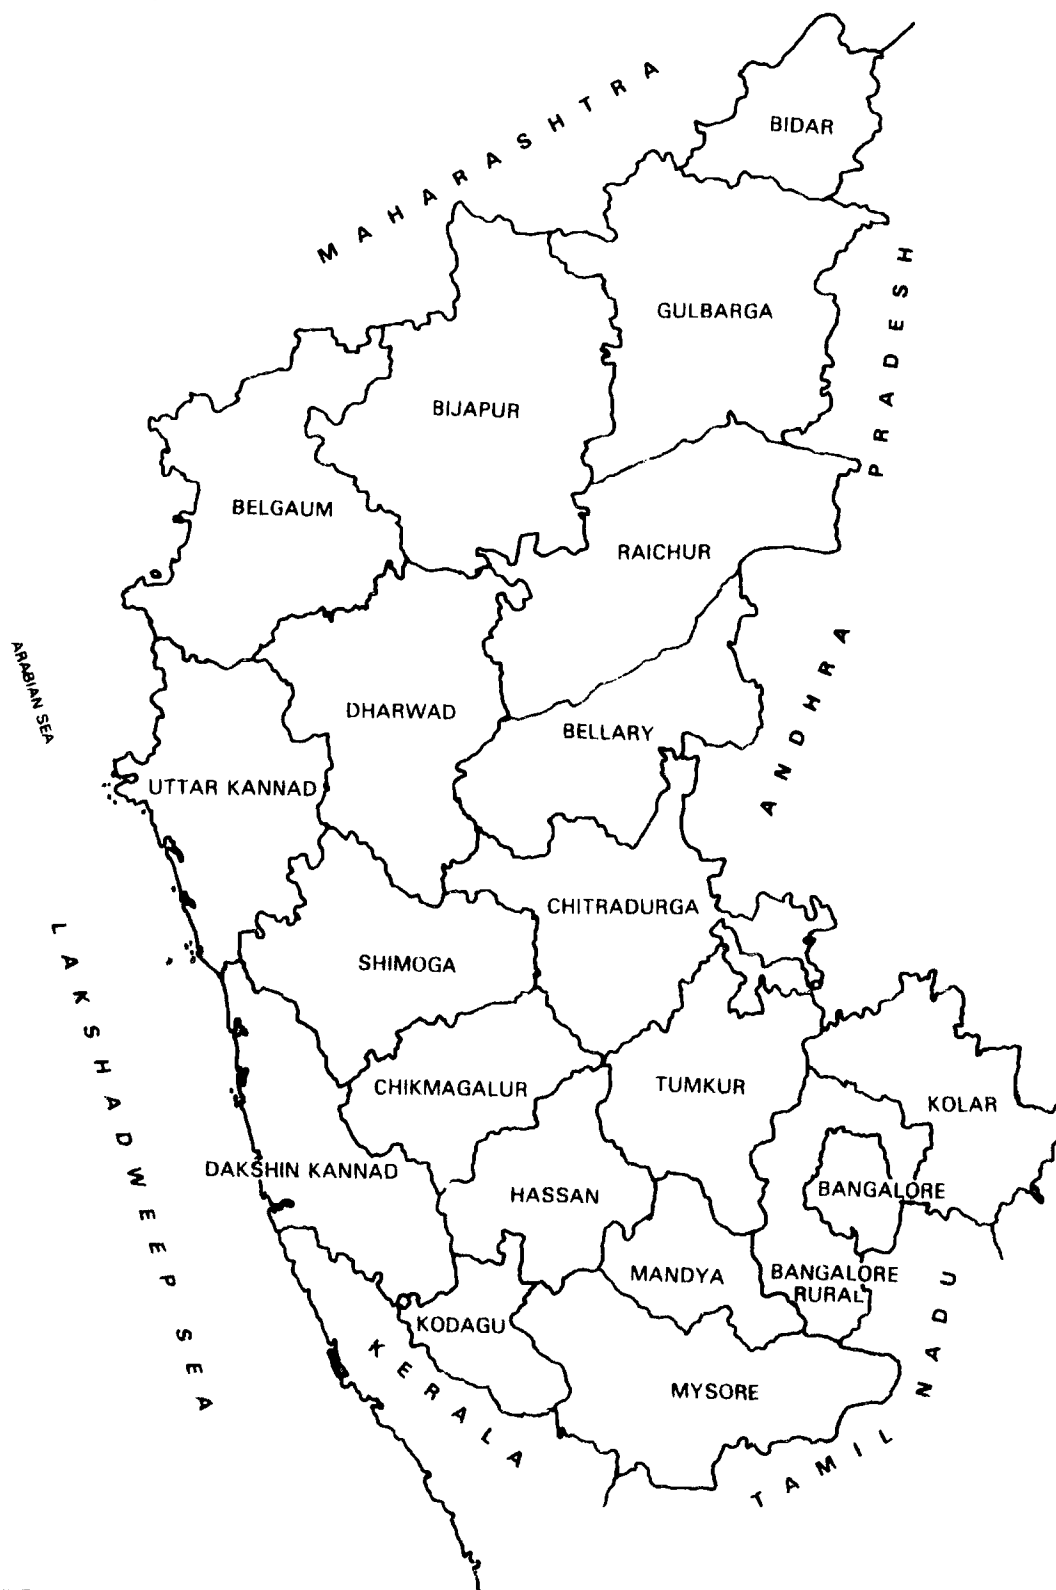 MAHARASHTRA
BIDAR
GULBARGA
BIJAPUR
BELGAUM
RAICHUR
ANDHRA PRADESH
ARABIAN SEA
DHARWAD
BELLARY
UTTAR KANNAD
CHITRADURGA
SHIMOGA
CHIKMAGALUR
TUMKUR
KOLAR
LAKSHADWEEP SEA
DAKSHIN KANNAD
HASSAN
BANGALORE
MANDYA
BANGALORE
RURAL
KODAGU
KERALA
MYSORE
TAMIL NADU